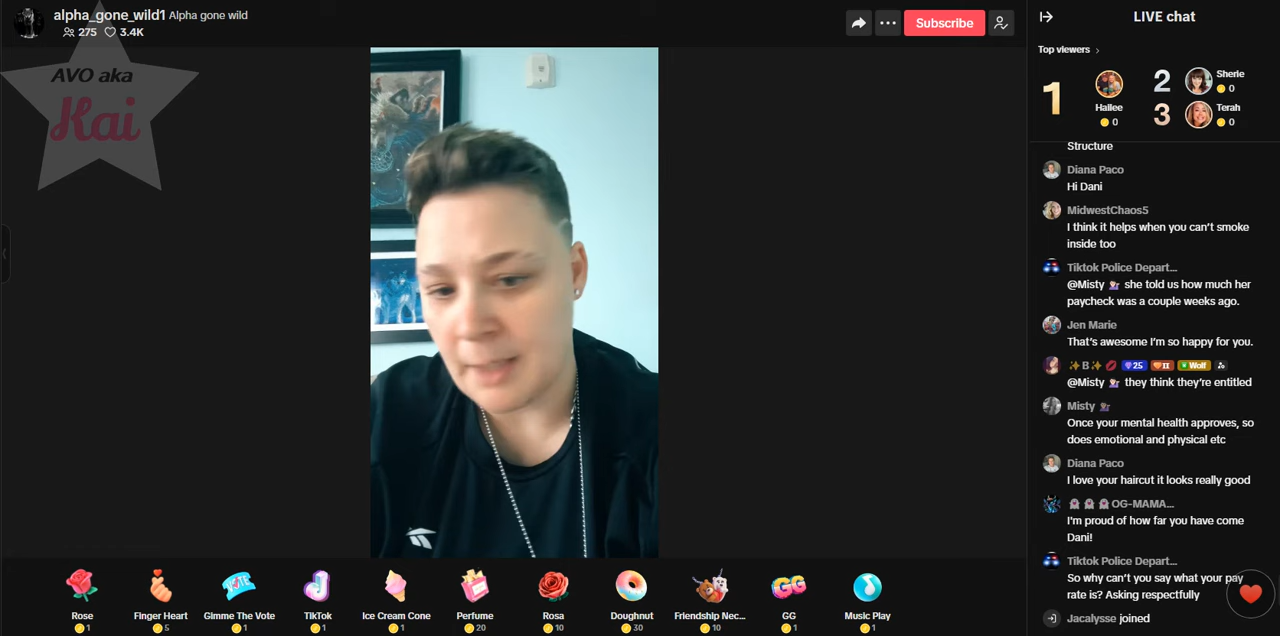 alpha_gone_wild1 Alpha gone wild
275 3.4K
Subscribe
AVO aka
Kai
LIVE chat
Top viewers
1
Hailee
0
2
Sherie
0
3
Terah
0
Structure
Diana Paco
Hi Dani
MidwestChaos5
I think it helps when you can't smoke
inside too
Tiktok Police Depart...
@Misty she told us how much her
paycheck was a couple weeks ago.
Jen Marie
That's awesome I'm so happy for you.
B 25 II Wolf
@Misty they think they're entitled
Misty
Once your mental health approves, so
does emotional and physical etc
Diana Paco
I love your haircut it looks really good
OG-MAMA...
I'm proud of how far you have come
Dani!
Tiktok Police Depart...
So why can't you say what your pay
rate is? Asking respectfully
Jacalysse joined
Rose
1
Finger Heart
5
VOTE
Gimme The Vote
1
TikTok
1
Ice Cream Cone
1
Perfume
20
Rosa
10
Doughnut
30
Friendship Nec...
10
GG
GG
1
Music Play
1